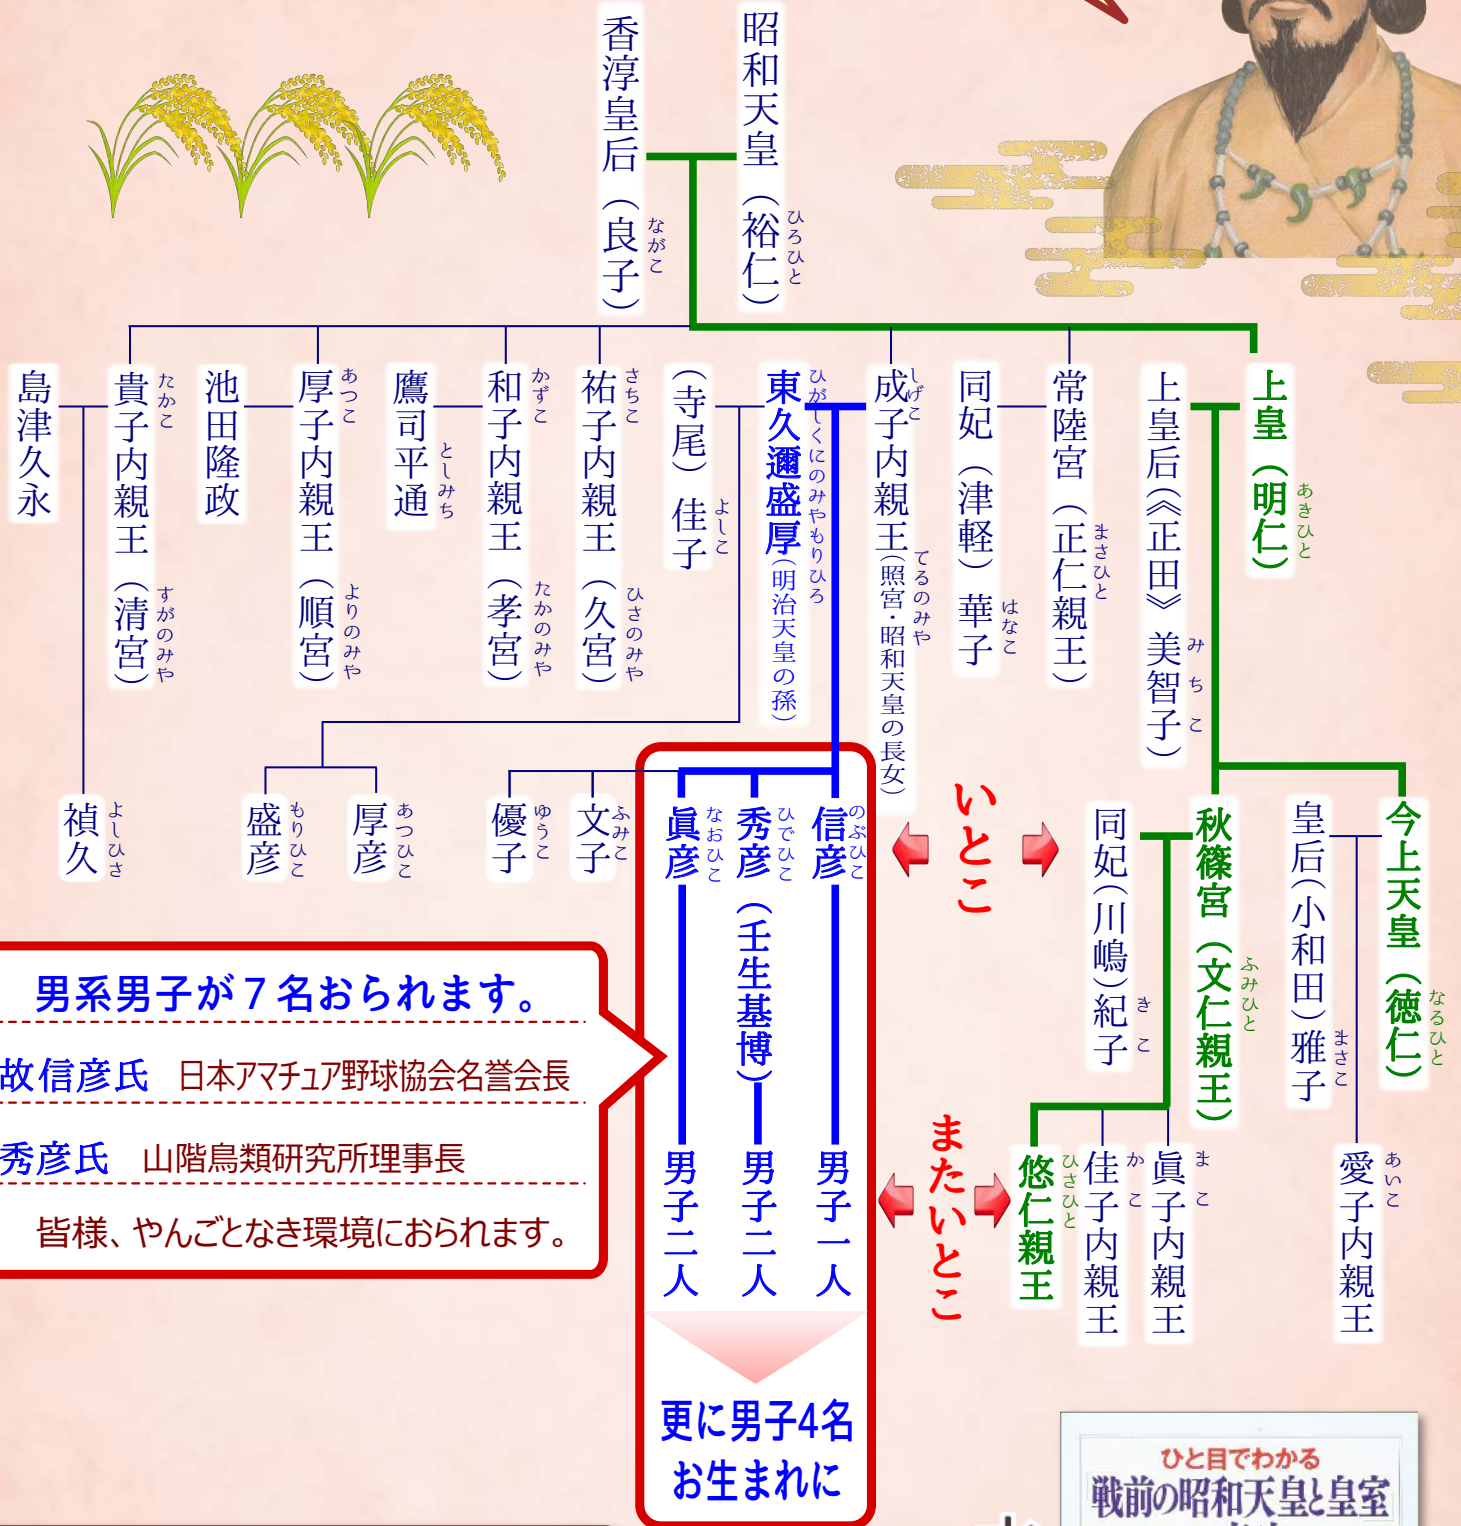 昭和天皇（裕仁）
ひろひと
香淳皇后（良子）
ながこ
上皇（明仁）
あきひと
上皇后（《正田》美智子）
みちこ
常陸宮（正仁親王）
まさひと
同妃（津軽）華子
はなこ
成子内親王（照宮・昭和天皇の長女）
しげこ
てるのみや
東久邇盛厚（明治天皇の孫）
ひがしくにのみやもりひろ
（寺尾）佳子
よしこ
祐子内親王（久宮）
さちこ
ひさのみや
和子内親王（孝宮）
かずこ
たかのみや
鷹司平通
としみち
厚子内親王（順宮）
あつこ
よりのみや
池田隆政
貴子内親王（清宮）
たかこ
すがのみや
島津久永
今上天皇（徳仁）
なるひと
皇后（小和田）雅子
まさこ
秋篠宮（文仁親王）
ふみひと
同妃（川嶋）紀子
きこ
いとこ
信彦
のぶひこ
秀彦（壬生基博）
ひでひこ
眞彦
なおひこ
文子
ふみこ
優子
ゆうこ
厚彦
あつひこ
盛彦
もりひこ
禎久
よしひさ
愛子内親王
あいこ
眞子内親王
まこ
佳子内親王
かこ
悠仁親王
ひさひと
またいとこ
男子一人
男子二人
男子二人
更に男子4名
お生まれに
男系男子が７名おられます。
故信彦氏 日本アマチュア野球協会名誉会長
秀彦氏 山階鳥類研究所理事長
皆様、やんごとなき環境におられます。
ひと目でわかる
戦前の昭和天皇と皇室